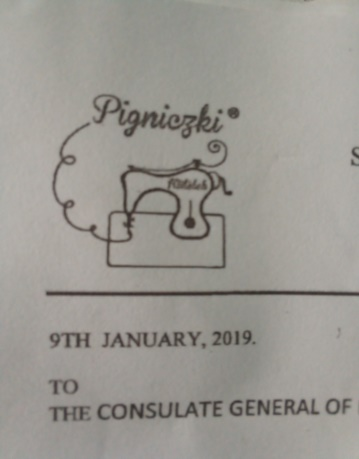 Pigniczki®
S
9TH JANUARY, 2019.
TO
THE CONSULATE GENERAL OF